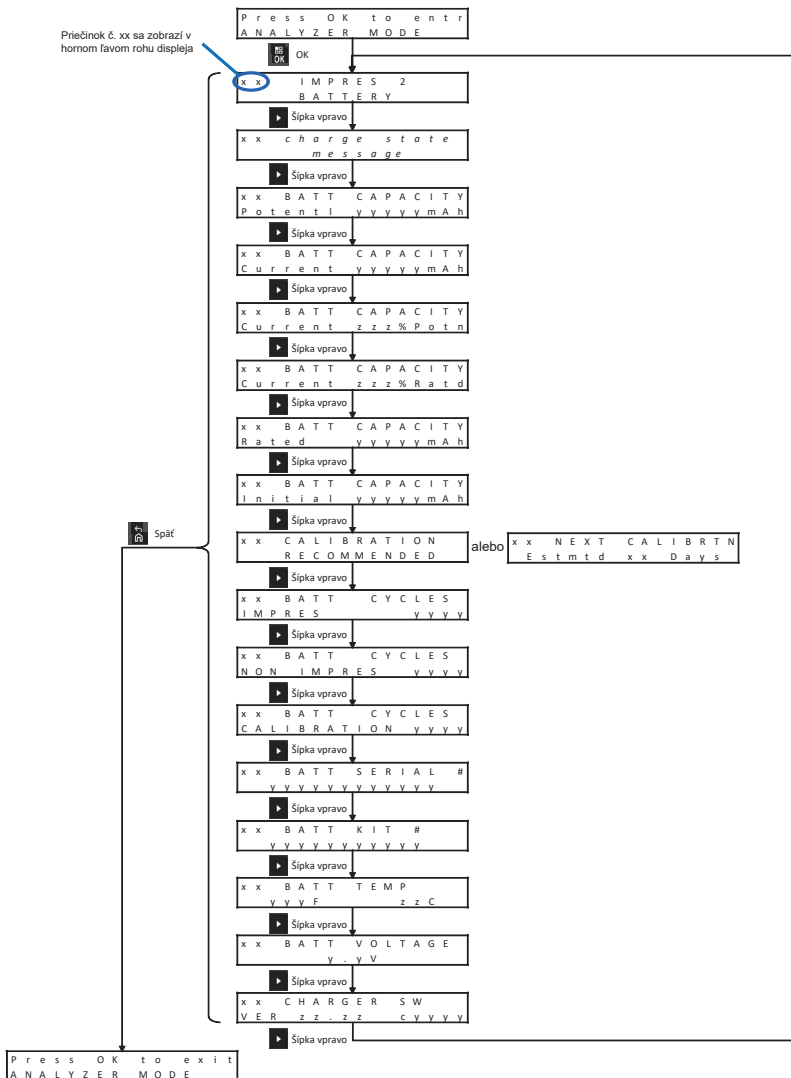 Press OK to entr
ANALYZER MODE
Priečinok č. xx sa zobrazí v
hornom ľavom rohu displeja
OK OK
xx IMPRES 2
BATTERY
Šípka vpravo
xx charge state
message
Šípka vpravo
xx BATT CAPACITY
Potentl yyyyymAh
Šípka vpravo
xx BATT CAPACITY
Current yyyyymAh
Šípka vpravo
xx BATT CAPACITY
Current zzz%Potn
Šípka vpravo
xx BATT CAPACITY
Current zzz%Ratd
Šípka vpravo
xx BATT CAPACITY
Rated yyyyymAh
Šípka vpravo
xx BATT CAPACITY
Initial yyyyymAh
Šípka vpravo
Späť
xx CALIBRATION
RECOMMENDED
alebo
xx NEXT CALIBRTN
Estmtd xx Days
Šípka vpravo
xx BATT CYCLES
IMPRES yyyy
Šípka vpravo
xx BATT CYCLES
NON IMPRES yyyy
Šípka vpravo
xx BATT CYCLES
CALIBRATION yyyy
Šípka vpravo
xx BATT SERIAL #
yyyyyyyyyyyy
Šípka vpravo
xx BATT KIT #
yyyyyyyyyyy
Šípka vpravo
xx BATT TEMP
yyyF zzC
Šípka vpravo
xx BATT VOLTAGE
y.yV
Šípka vpravo
xx CHARGER SW
VER zz.zz cyyyy
Šípka vpravo
Press OK to exit
ANALYZER MODE